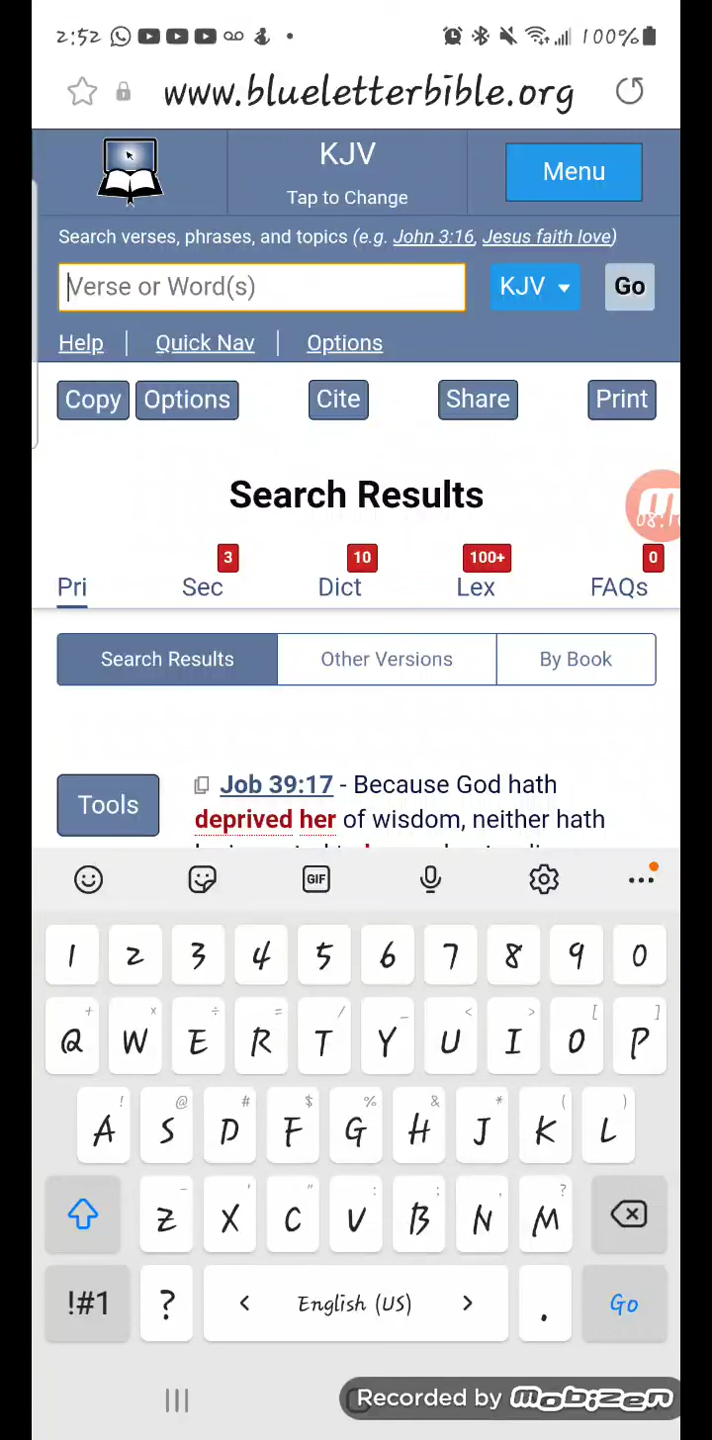 2:52 100%
www.blueletterbible.org
KJV
Tap to Change
Menu
Search verses, phrases, and topics (e.g. John 3:16, Jesus faith love)
Verse or Word(s) KJV Go
Help | Quick Nav | Options
Copy Options Cite Share Print
Search Results
08:1
3 10 100+ 0
Pri Sec Dict Lex FAQs
Search Results Other Versions By Book
Tools
Job 39:17 - Because God hath
deprived her of wisdom, neither hath
GIF
1 2 3 4 5 6 7 8 9 0
+ × ÷ = / _ < > [ ]
Q W E R T Y U I O P
! @ # $ % & * ( )
A S D F G H J K L
- ' " : ; , ?
Z X C V B N M
!#1 ? < English (US) > . Go
Recorded by mobizen